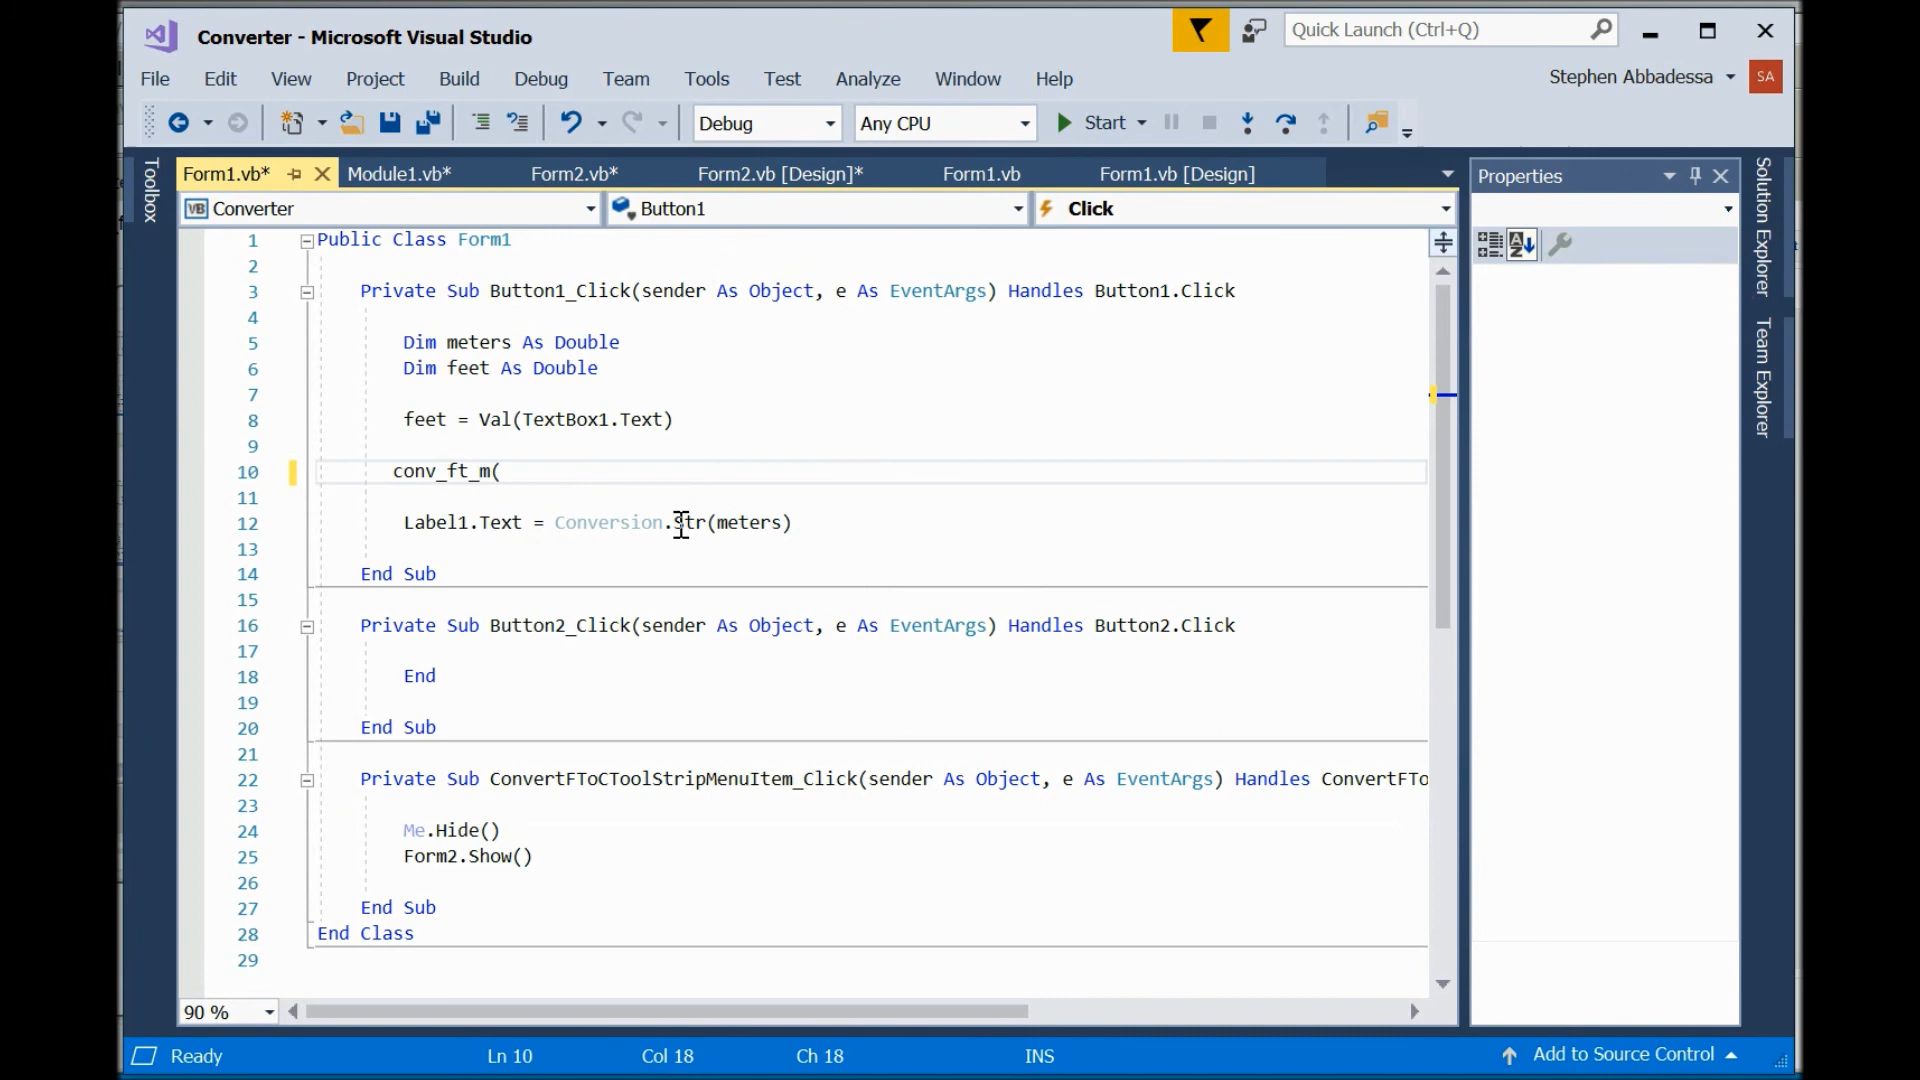 Converter - Microsoft Visual Studio
Quick Launch (Ctrl+Q)
File Edit View Project Build Debug Team Tools Test Analyze Window Help
Stephen Abbadessa SA
Debug Any CPU Start
Form1.vb* Module1.vb* Form2.vb* Form2.vb [Design]* Form1.vb Form1.vb [Design]
Properties
Toolbox
Solution Explorer
Team Explorer
VB Converter Button1 Click
1 Public Class Form1
2
3 Private Sub Button1_Click(sender As Object, e As EventArgs) Handles Button1.Click
4
5 Dim meters As Double
6 Dim feet As Double
7
8 feet = Val(TextBox1.Text)
9
10 conv_ft_m(
11
12 Label1.Text = Conversion.Str(meters)
13
14 End Sub
15
16 Private Sub Button2_Click(sender As Object, e As EventArgs) Handles Button2.Click
17
18 End
19
20 End Sub
21
22 Private Sub ConvertFToCToolStripMenuItem_Click(sender As Object, e As EventArgs) Handles ConvertFTo
23
24 Me.Hide()
25 Form2.Show()
26
27 End Sub
28 End Class
29
90 %
Ready Ln 10 Col 18 Ch 18 INS Add to Source Control